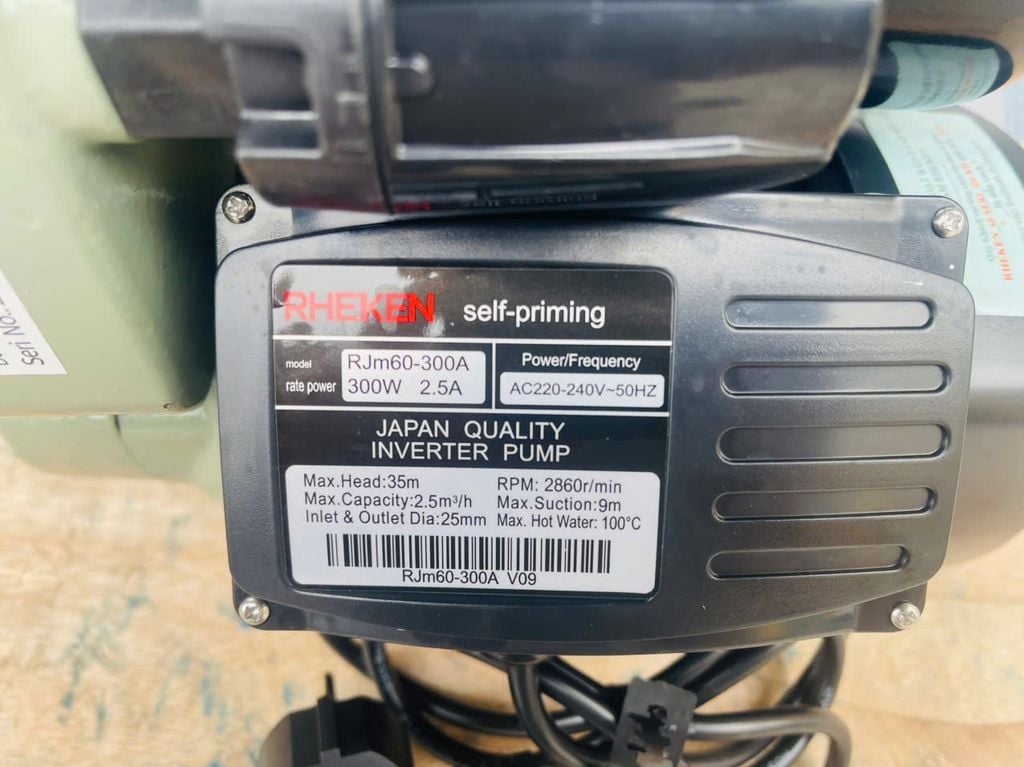 RHEKEN self-priming
model RJm60-300A
rate power 300W 2.5A
Power/Frequency
AC220-240V~50HZ
JAPAN QUALITY
INVERTER PUMP
Max.Head:35m RPM: 2860r/min
Max.Capacity:2.5m³/h Max.Suction:9m
Inlet & Outlet Dia:25mm Max. Hot Water: 100°C
RJm60-300A V09
Seri No.: